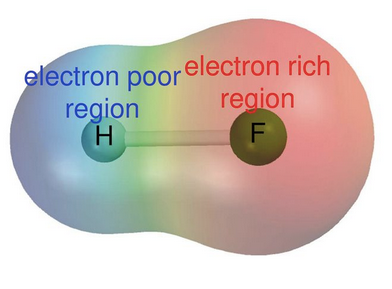 electron poor
region
electron rich
region
H
F